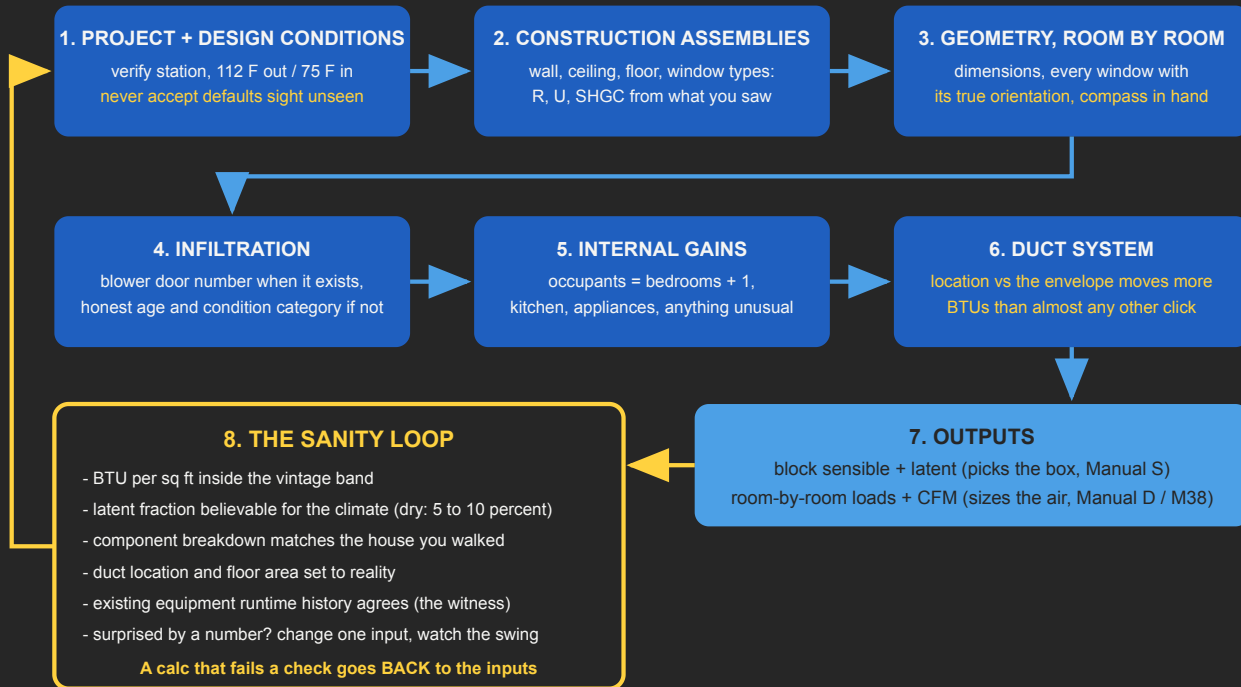 1. PROJECT + DESIGN CONDITIONS
verify station, 112 F out / 75 F in
never accept defaults sight unseen
2. CONSTRUCTION ASSEMBLIES
wall, ceiling, floor, window types:
R, U, SHGC from what you saw
3. GEOMETRY, ROOM BY ROOM
dimensions, every window with
its true orientation, compass in hand
4. INFILTRATION
blower door number when it exists,
honest age and condition category if not
5. INTERNAL GAINS
occupants = bedrooms + 1,
kitchen, appliances, anything unusual
6. DUCT SYSTEM
location vs the envelope moves more
BTUs than almost any other click
7. OUTPUTS
block sensible + latent (picks the box, Manual S)
room-by-room loads + CFM (sizes the air, Manual D / M38)
8. THE SANITY LOOP
- BTU per sq ft inside the vintage band
- latent fraction believable for the climate (dry: 5 to 10 percent)
- component breakdown matches the house you walked
- duct location and floor area set to reality
- existing equipment runtime history agrees (the witness)
- surprised by a number? change one input, watch the swing
A calc that fails a check goes BACK to the inputs